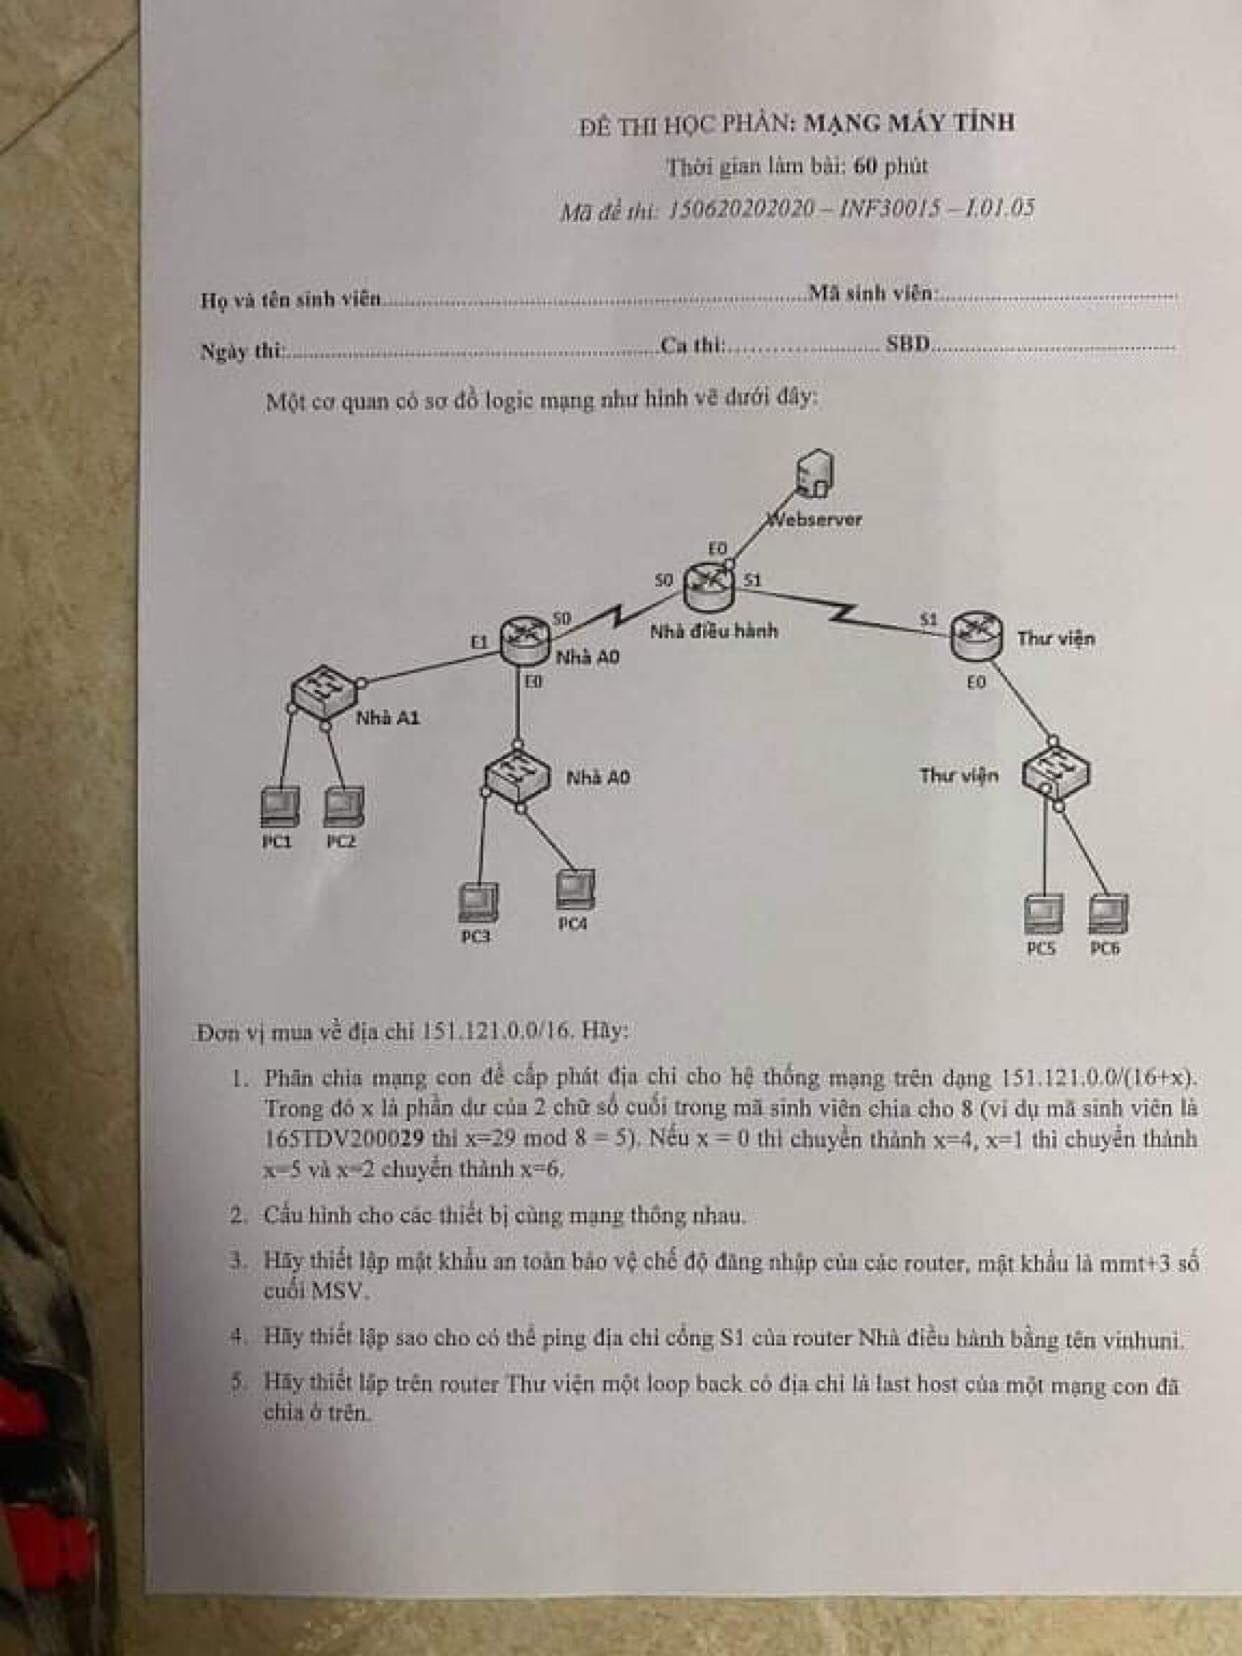 ĐỀ THI HỌC PHẦN: MẠNG MÁY TÍNH
Thời gian làm bài: 60 phút
Mã đề thi: 150620202020 – INF30015 – I.01.05
Họ và tên sinh viên..........Mã sinh viên:..........
Ngày thi:..........Ca thi:..........SBD..........
Một cơ quan có sơ đồ logic mạng như hình vẽ dưới đây:
Webserver
E0
S0
S1
Nhà điều hành
S0
E1
Nhà A0
E0
S1
Thư viện
E0
Nhà A1
Nhà A0
Thư viện
PC1
PC2
PC3
PC4
PC5
PC6
Đơn vị mua về địa chỉ 151.121.0.0/16. Hãy:
1. Phân chia mạng con để cấp phát địa chỉ cho hệ thống mạng trên dạng 151.121.0.0/(16+x).
Trong đó x là phần dư của 2 chữ số cuối trong mã sinh viên chia cho 8 (ví dụ mã sinh viên là
165TDV200029 thì x=29 mod 8 = 5). Nếu x = 0 thì chuyển thành x=4, x=1 thì chuyển thành
x=5 và x=2 chuyển thành x=6.
2. Cấu hình cho các thiết bị cùng mạng thông nhau.
3. Hãy thiết lập mật khẩu an toàn bảo vệ chế độ đăng nhập của các router, mật khẩu là mmt+3 số
cuối MSV.
4. Hãy thiết lập sao cho có thể ping địa chỉ cổng S1 của router Nhà điều hành bằng tên vinhuni.
5. Hãy thiết lập trên router Thư viện một loop back có địa chỉ là last host của một mạng con đã
chia ở trên.